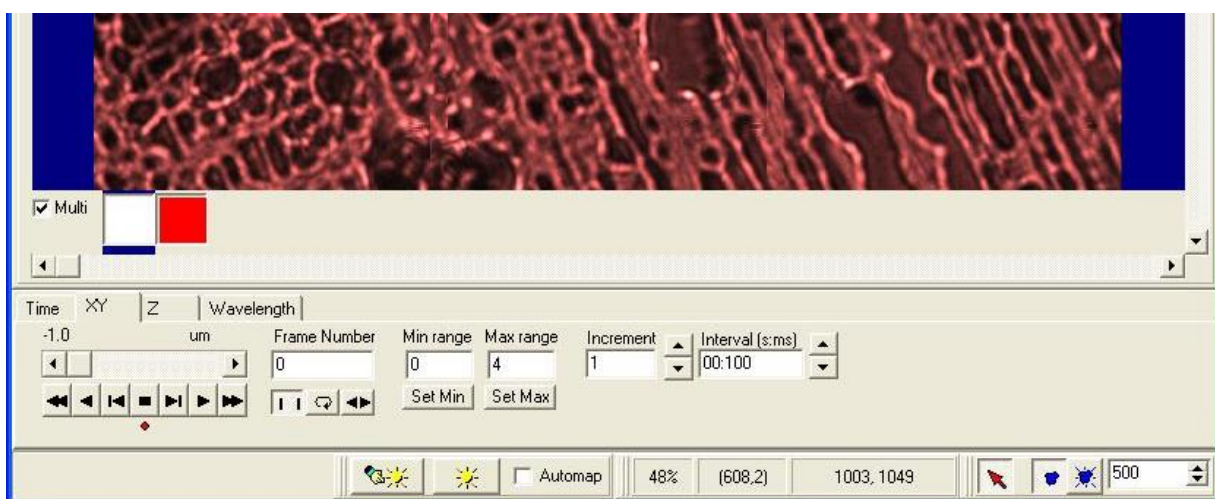 Multi
Time XY Z Wavelength
-1.0 um Frame Number Min range Max range Increment Interval (s:ms)
0 0 4 1 00:100
Set Min Set Max
Automap 48% (608,2) 1003, 1049 500